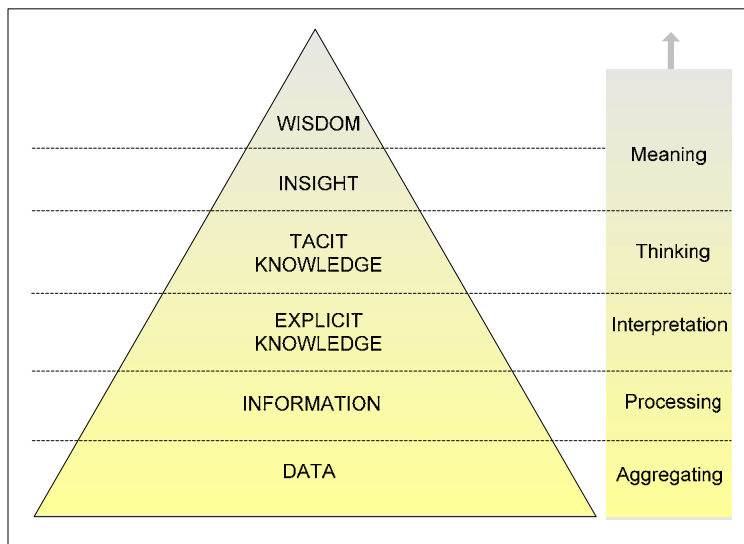 WISDOM
Meaning
INSIGHT
TACIT
KNOWLEDGE
Thinking
EXPLICIT
KNOWLEDGE
Interpretation
INFORMATION
Processing
DATA
Aggregating